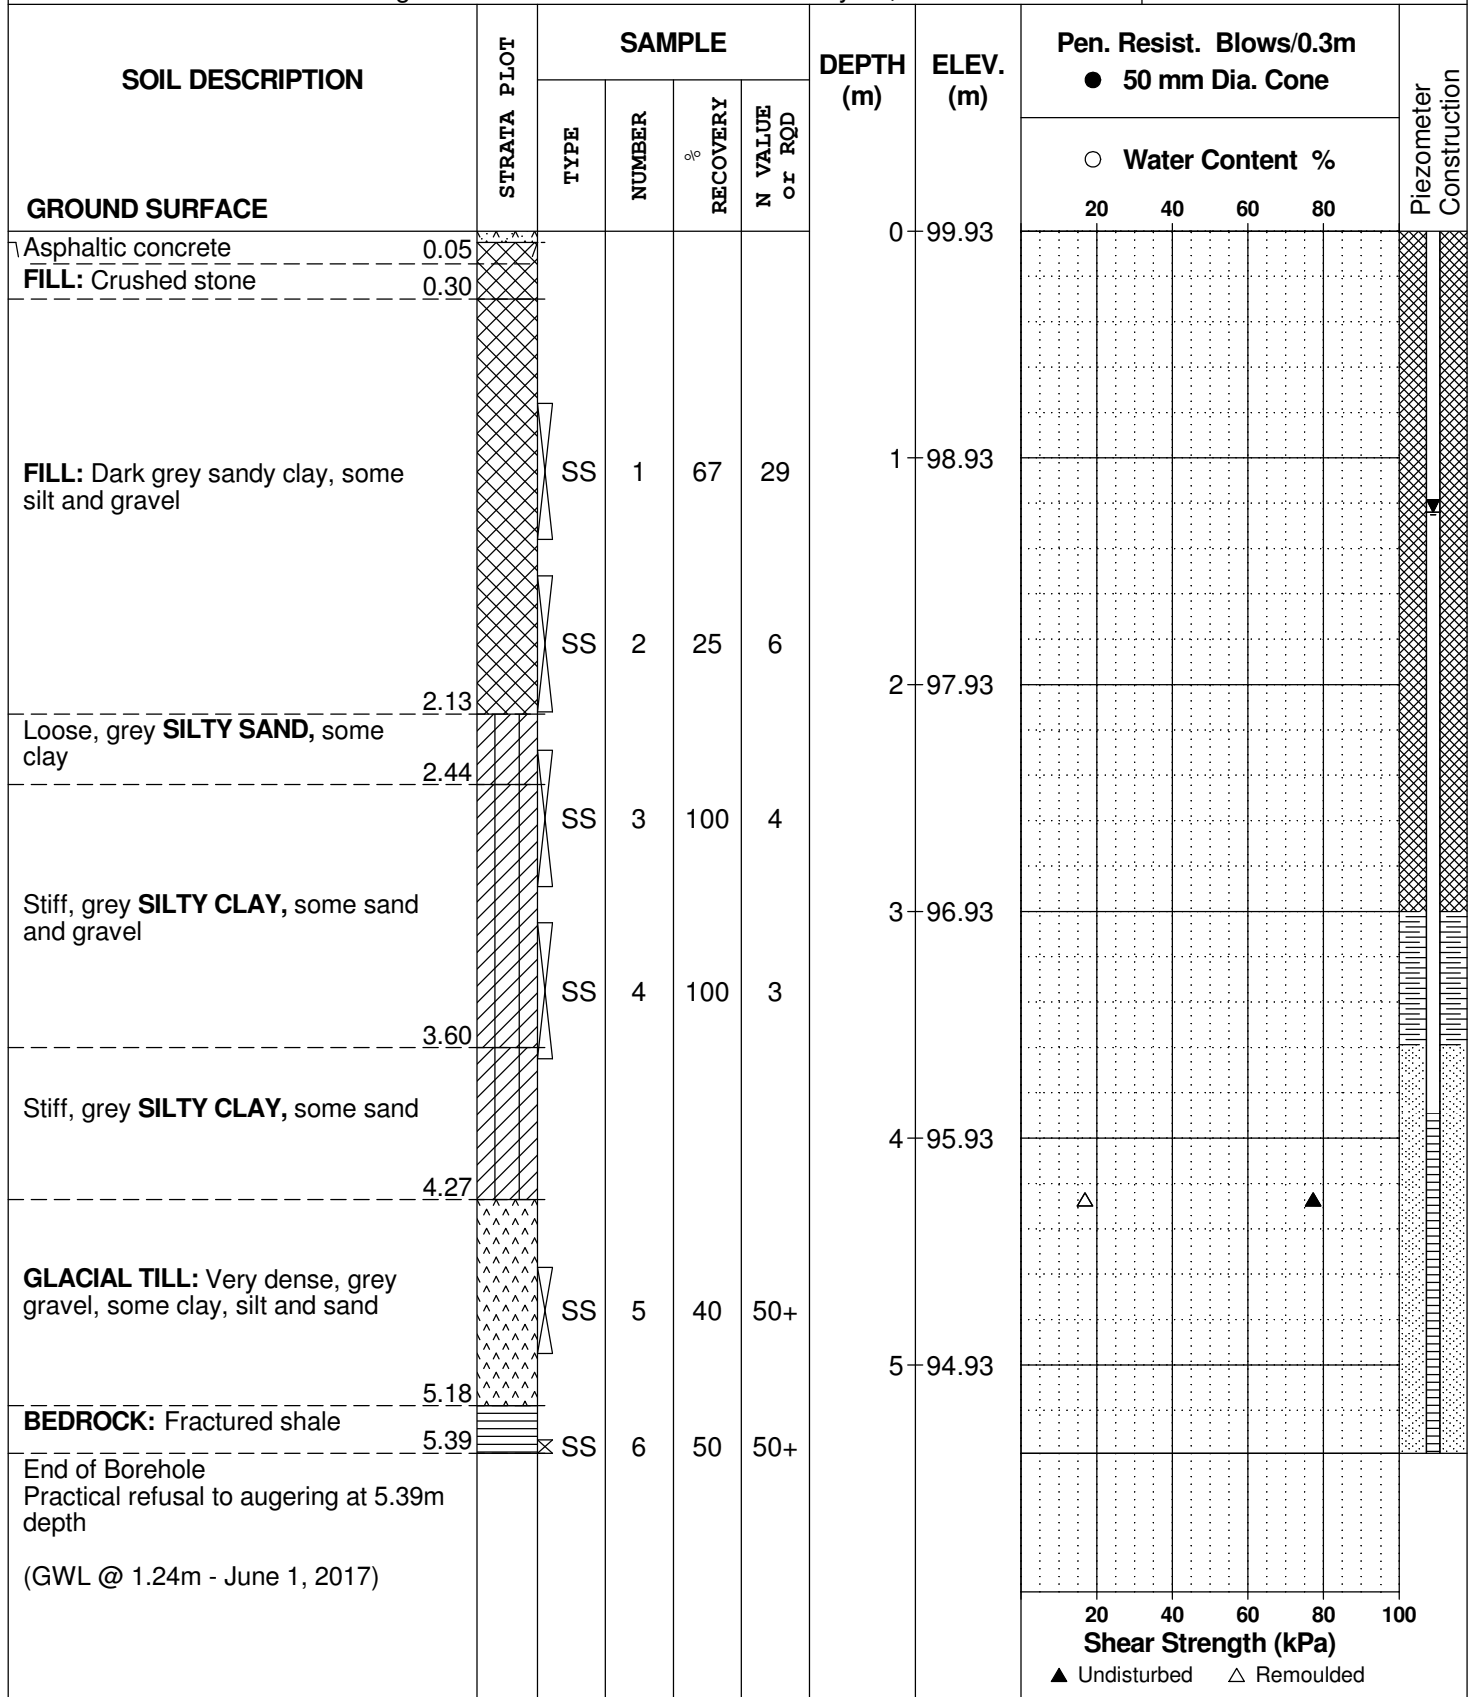 SOIL DESCRIPTION
GROUND SURFACE
STRATA PLOT
SAMPLE
TYPE
NUMBER
% RECOVERY
N VALUE or RQD
DEPTH (m)
ELEV. (m)
Pen. Resist. Blows/0.3m
● 50 mm Dia. Cone
○ Water Content %
20 40 60 80
Piezometer Construction
0 99.93
Asphaltic concrete 0.05
FILL: Crushed stone 0.30
FILL: Dark grey sandy clay, some
silt and gravel
2.13
SS 1 67 29
1 98.93
SS 2 25 6
2 97.93
Loose, grey SILTY SAND, some
clay
2.44
SS 3 100 4
Stiff, grey SILTY CLAY, some sand
and gravel
3.60
3 96.93
SS 4 100 3
Stiff, grey SILTY CLAY, some sand
4.27
4 95.93
GLACIAL TILL: Very dense, grey
gravel, some clay, silt and sand
5.18
SS 5 40 50+
5 94.93
BEDROCK: Fractured shale
5.39
SS 6 50 50+
End of Borehole
Practical refusal to augering at 5.39m
depth
(GWL @ 1.24m - June 1, 2017)
20 40 60 80 100
Shear Strength (kPa)
▲ Undisturbed △ Remoulded